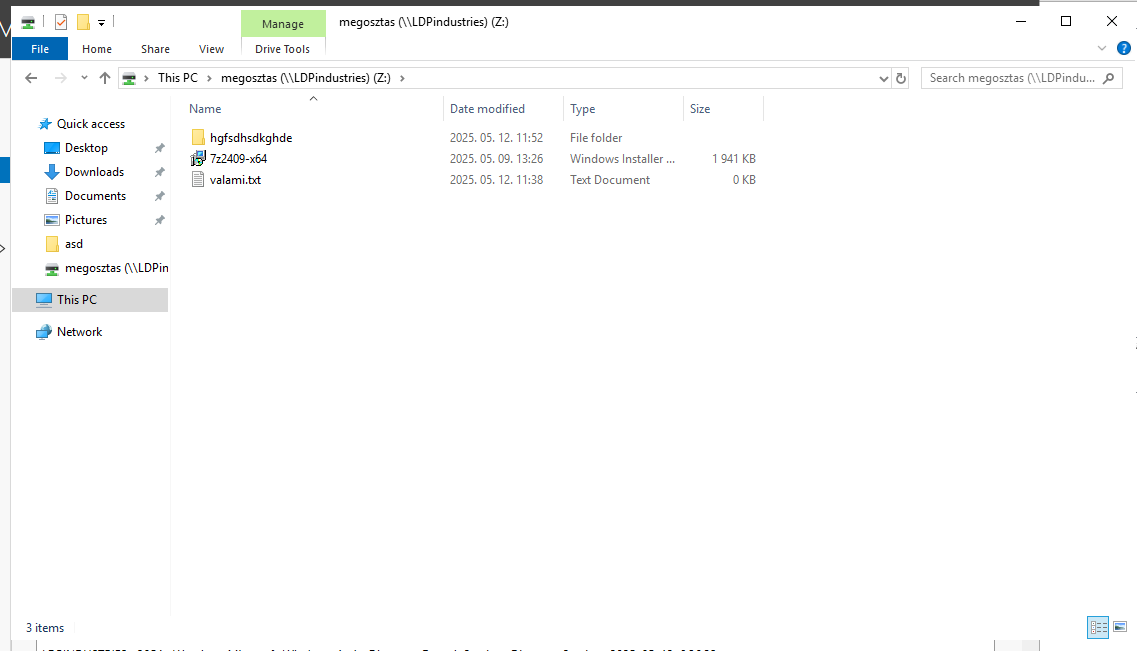 Manage
megosztas (\\LDPindustries) (Z:)
File Home Share View Drive Tools
This PC > megosztas (\\LDPindustries) (Z:) >
Search megosztas (\\LDPindu...
Name Date modified Type Size
Quick access
Desktop
Downloads
Documents
Pictures
asd
megosztas (\\LDPin
This PC
Network
hgfsdhsdkghde 2025. 05. 12. 11:52 File folder
7z2409-x64 2025. 05. 09. 13:26 Windows Installer ... 1 941 KB
valami.txt 2025. 05. 12. 11:38 Text Document 0 KB
3 items